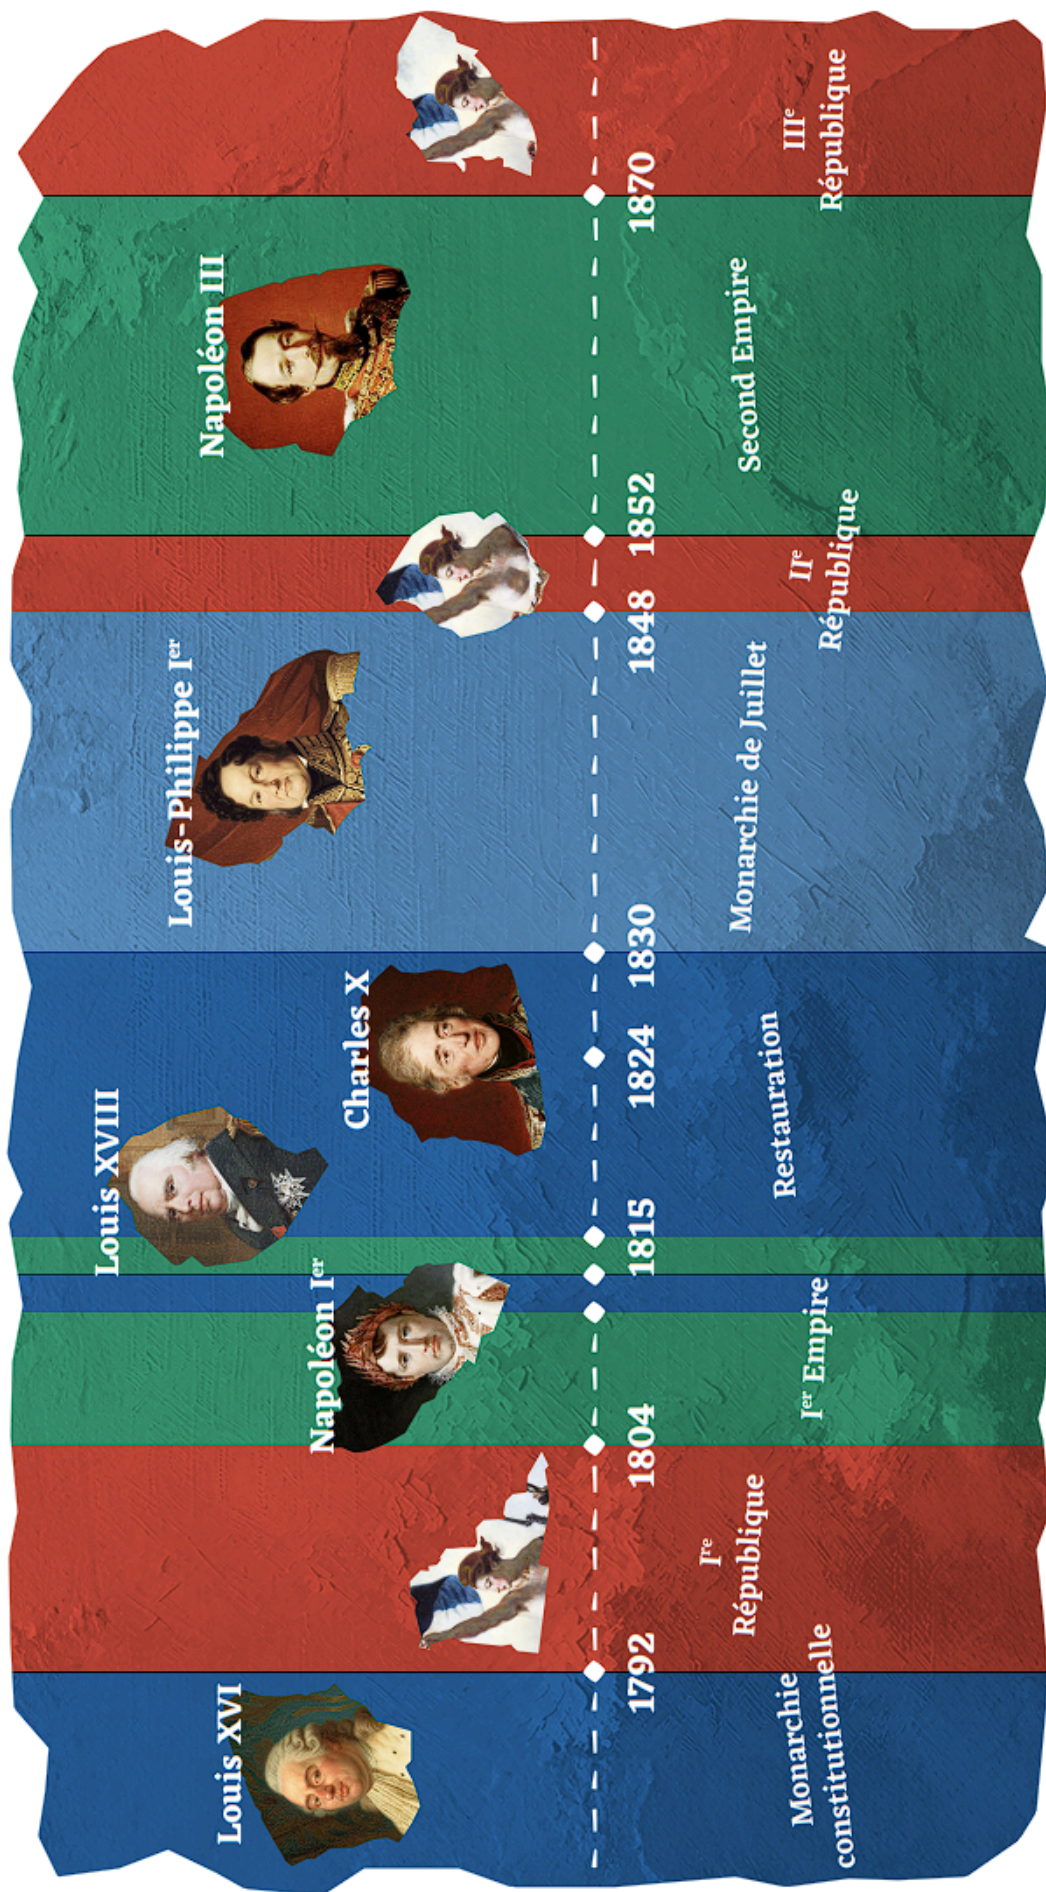 Louis XVI
Napoléon Iᵉʳ
Louis XVIII
Charles X
Louis-Philippe Iᵉʳ
Napoléon III
1792
1804
1815
1824
1830
1848
1852
1870
Monarchie
constitutionnelle
Iʳᵉ
République
Iᵉʳ Empire
Restauration
Monarchie de Juillet
IIᵉ
République
Second Empire
IIIᵉ
République